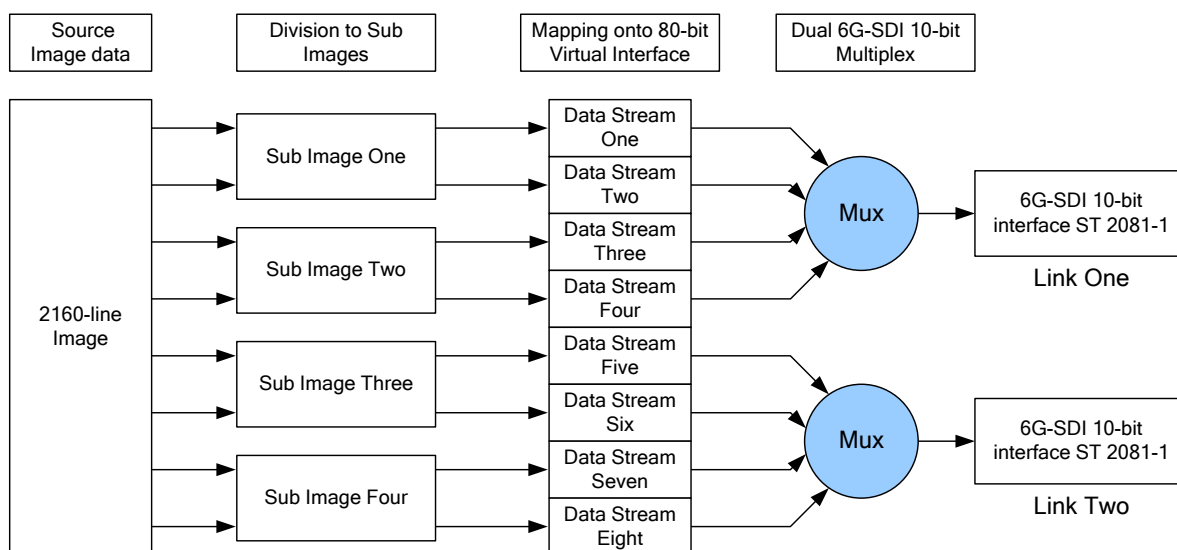 Source
Image data
Division to Sub
Images
Mapping onto 80-bit
Virtual Interface
Dual 6G-SDI 10-bit
Multiplex
2160-line
Image
Sub Image One
Sub Image Two
Sub Image Three
Sub Image Four
Data Stream
One
Data Stream
Two
Data Stream
Three
Data Stream
Four
Data Stream
Five
Data Stream
Six
Data Stream
Seven
Data Stream
Eight
Mux
Mux
6G-SDI 10-bit
interface ST 2081-1
Link One
6G-SDI 10-bit
interface ST 2081-1
Link Two